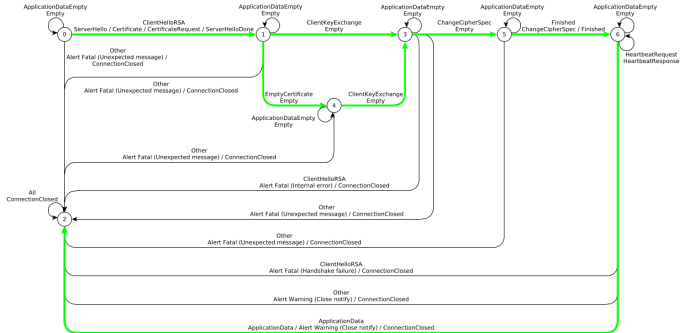 ApplicationDataEmpty
Empty
ClientHelloRSA
ServerHello / Certificate / CertificateRequest / ServerHelloDone
ApplicationDataEmpty
Empty
ClientKeyExchange
Empty
ApplicationDataEmpty
Empty
ChangeCipherSpec
Empty
ApplicationDataEmpty
Empty
Finished
ChangeCipherSpec / Finished
ApplicationDataEmpty
Empty
0
1
3
5
6
HeartbeatRequest
HeartbeatResponse
Other
Alert Fatal (Unexpected message) /
ConnectionClosed
Other
Alert Fatal (Unexpected message) / ConnectionClosed
EmptyCertificate
Empty
4
ClientKeyExchange
Empty
ApplicationDataEmpty
Empty
Other
Alert Fatal (Unexpected message) / ConnectionClosed
ClientHelloRSA
Alert Fatal (Internal error) / ConnectionClosed
All
ConnectionClosed
2
Other
Alert Fatal (Unexpected message) / ConnectionClosed
Other
Alert Fatal (Unexpected message) / ConnectionClosed
ClientHelloRSA
Alert Fatal (Handshake failure) / ConnectionClosed
Other
Alert Warning (Close notify) / ConnectionClosed
ApplicationData
ApplicationData / Alert Warning (Close notify) / ConnectionClosed